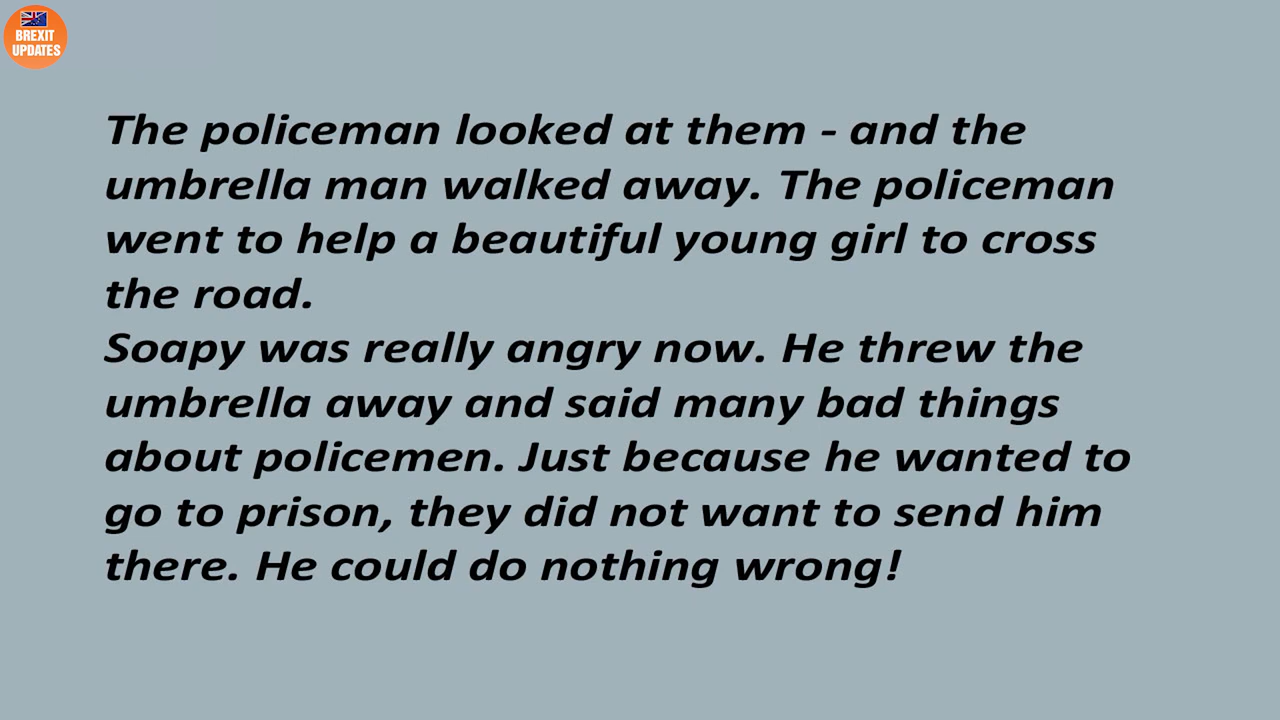 BREXIT
UPDATES
The policeman looked at them - and the
umbrella man walked away. The policeman
went to help a beautiful young girl to cross
the road.
Soapy was really angry now. He threw the
umbrella away and said many bad things
about policemen. Just because he wanted to
go to prison, they did not want to send him
there. He could do nothing wrong!